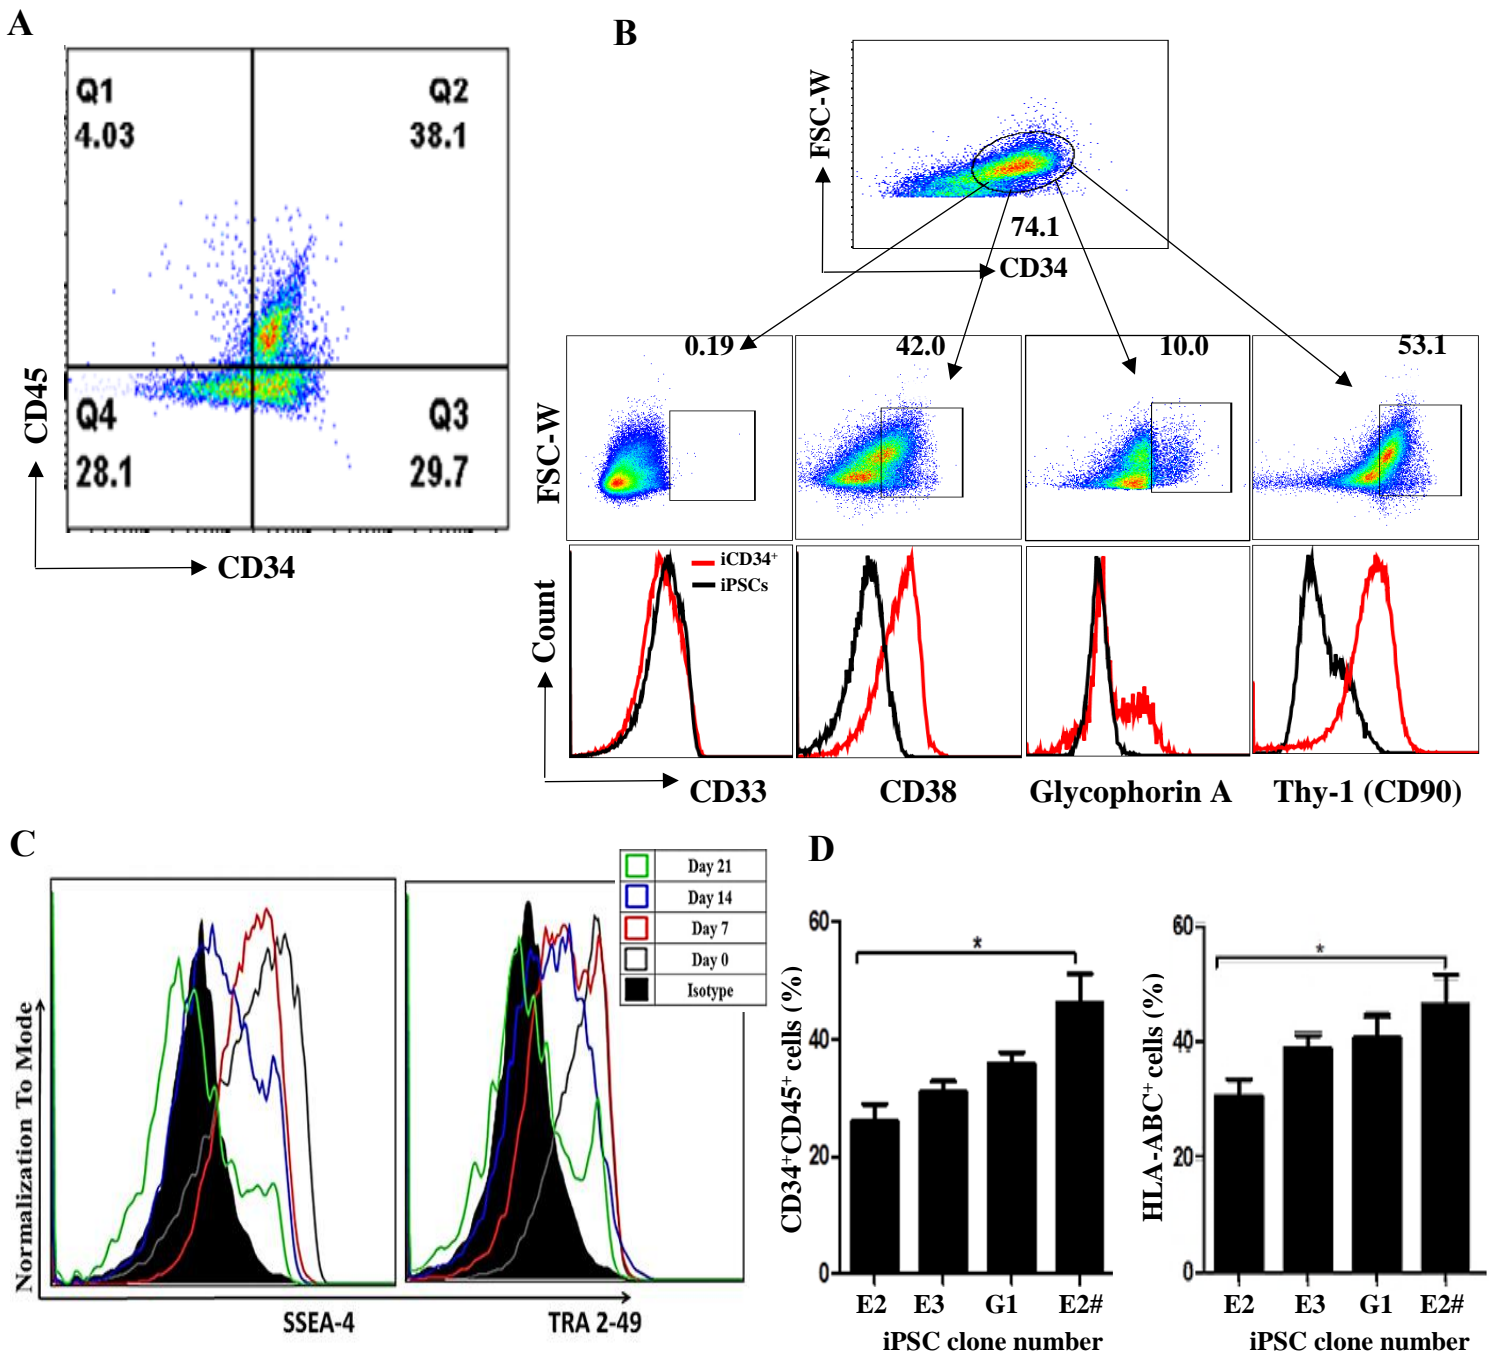 A
Q1
4.03
Q2
38.1
Q4
28.1
Q3
29.7
CD45
CD34
B
FSC-W
74.1
CD34
0.19
42.0
10.0
53.1
FSC-W
iCD34+
iPSCs
Count
CD33
CD38
Glycophorin A
Thy-1 (CD90)
C
Day 21
Day 14
Day 7
Day 0
Isotype
Normalization To Mode
SSEA-4
TRA 2-49
D
60
40
20
0
*
CD34+CD45+ cells (%)
E2 E3 G1 E2#
iPSC clone number
60
40
20
0
*
HLA-ABC+ cells (%)
E2 E3 G1 E2#
iPSC clone number